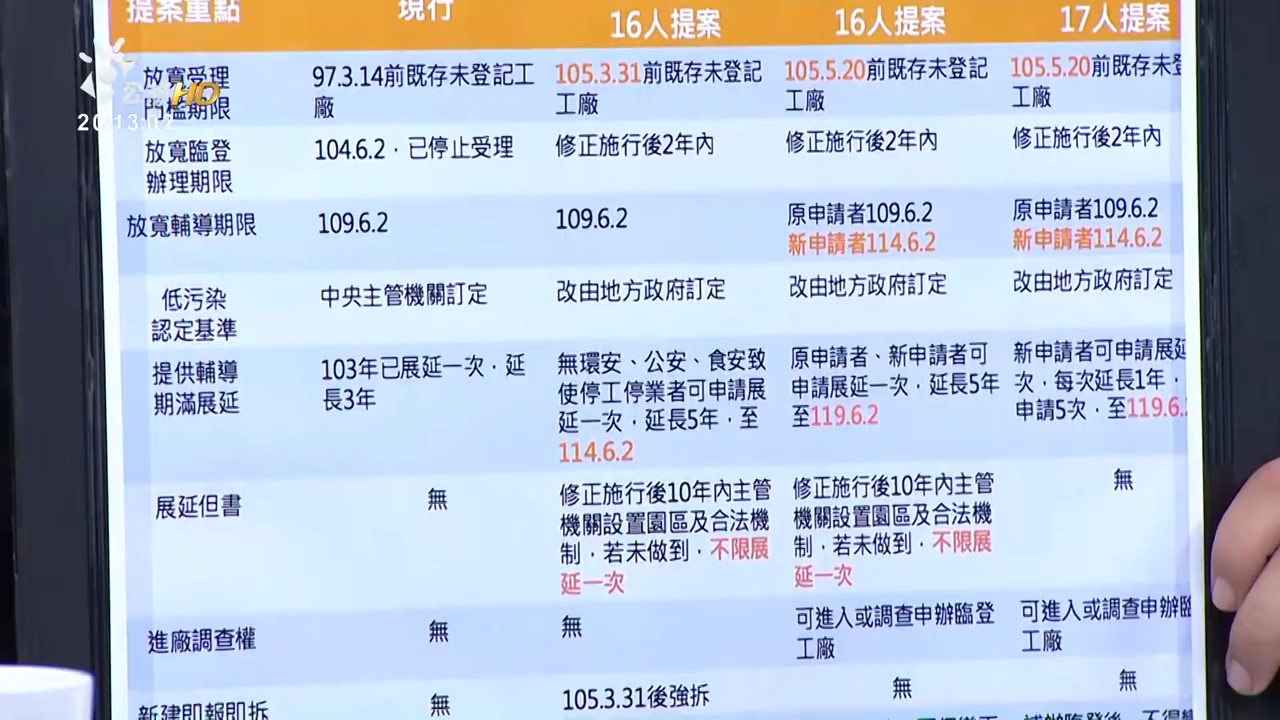 提案重點 現行 16人提案 16人提案 17人提案
放寬受理 97.3.14前既存未登記工 105.3.31前既存未登記 105.5.20前既存未登記 105.5.20前既存未登
門檻期限 廠 工廠 工廠 工廠
公視HD
20:13:02
放寬臨登 104.6.2，已停止受理 修正施行後2年內 修正施行後2年內 修正施行後2年內
辦理期限
放寬輔導期限 109.6.2 109.6.2 原申請者109.6.2 原申請者109.6.2
新申請者114.6.2 新申請者114.6.2
低污染 中央主管機關訂定 改由地方政府訂定 改由地方政府訂定 改由地方政府訂定
認定基準
提供輔導 103年已展延一次，延 無環安、公安、食安致 原申請者、新申請者可 新申請者可申請展延
期滿展延 長3年 使停工停業者可申請展 申請展延一次，延長5年 次，每次延長1年，
延一次，延長5年，至 至119.6.2 申請5次，至119.6.
114.6.2
展延但書 無 修正施行後10年內主管 修正施行後10年內主管 無
機關設置園區及合法機 機關設置園區及合法機
制，若未做到，不限展 制，若未做到，不限展
延一次 延一次
進廠調查權 無 無 可進入或調查申辦臨登 可進入或調查申辦臨
工廠 工廠
新建即報即拆 無 105.3.31後強拆 無 無